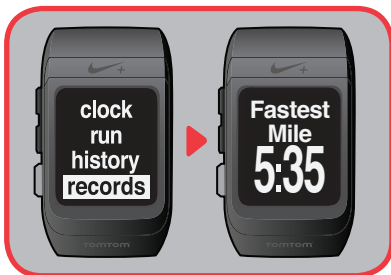 clock
run
history
records
TOMTOM
Fastest
Mile
5:35
TOMTOM